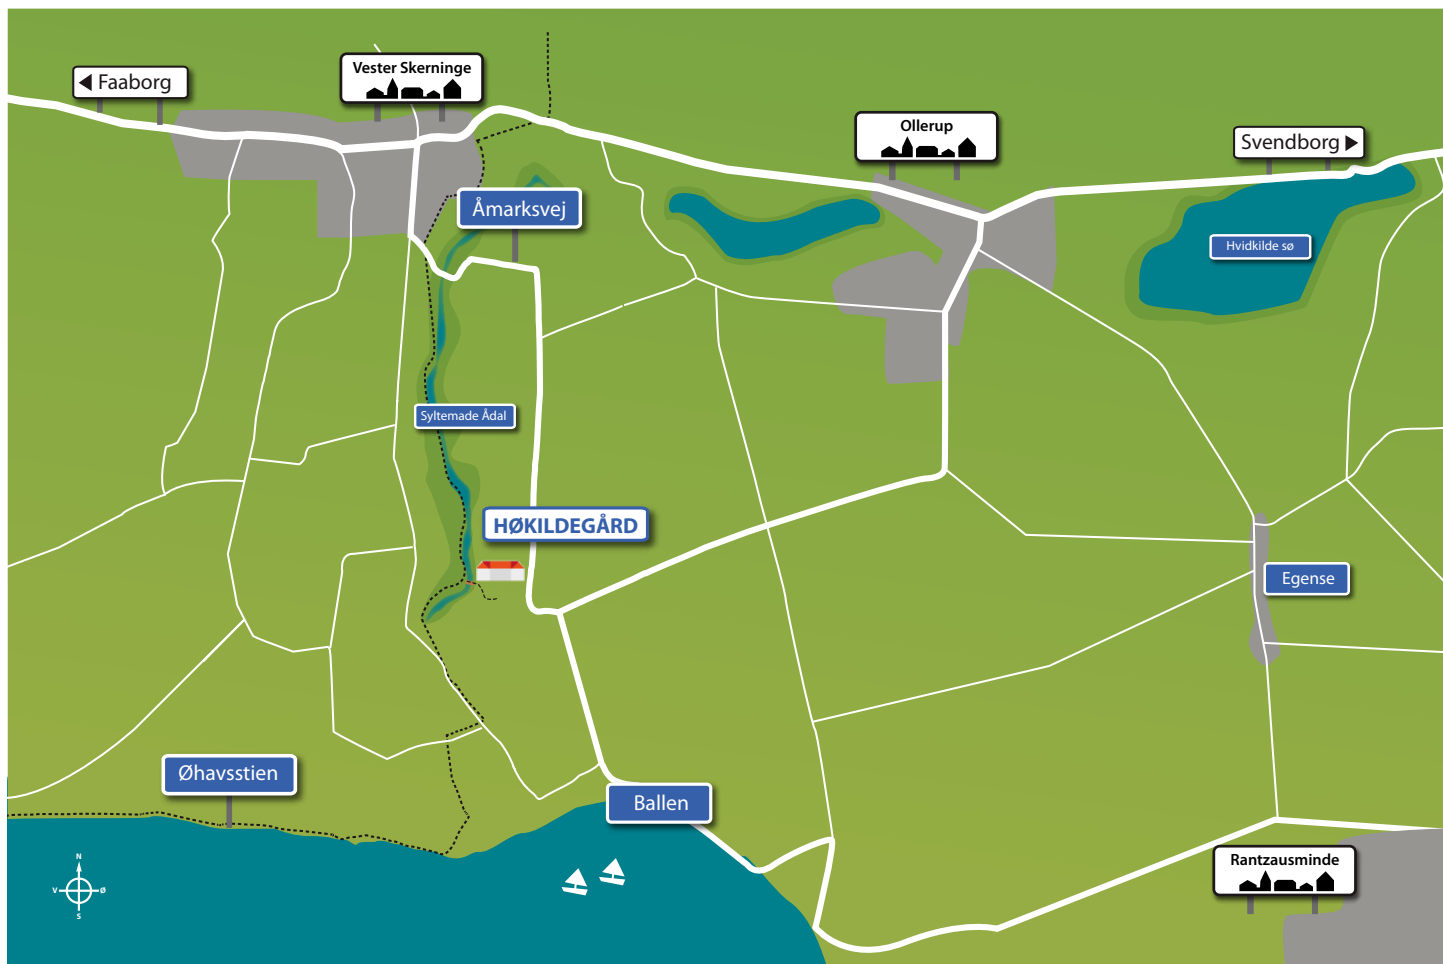 Vester Skerninge
◀ Faaborg
Ollerup
Svendborg ▶
Åmarksvej
Hvidkilde sø
Syltemade Ådal
HØKILDEGÅRD
Egense
Øhavsstien
Ballen
Rantzausminde
N
V Ø
S